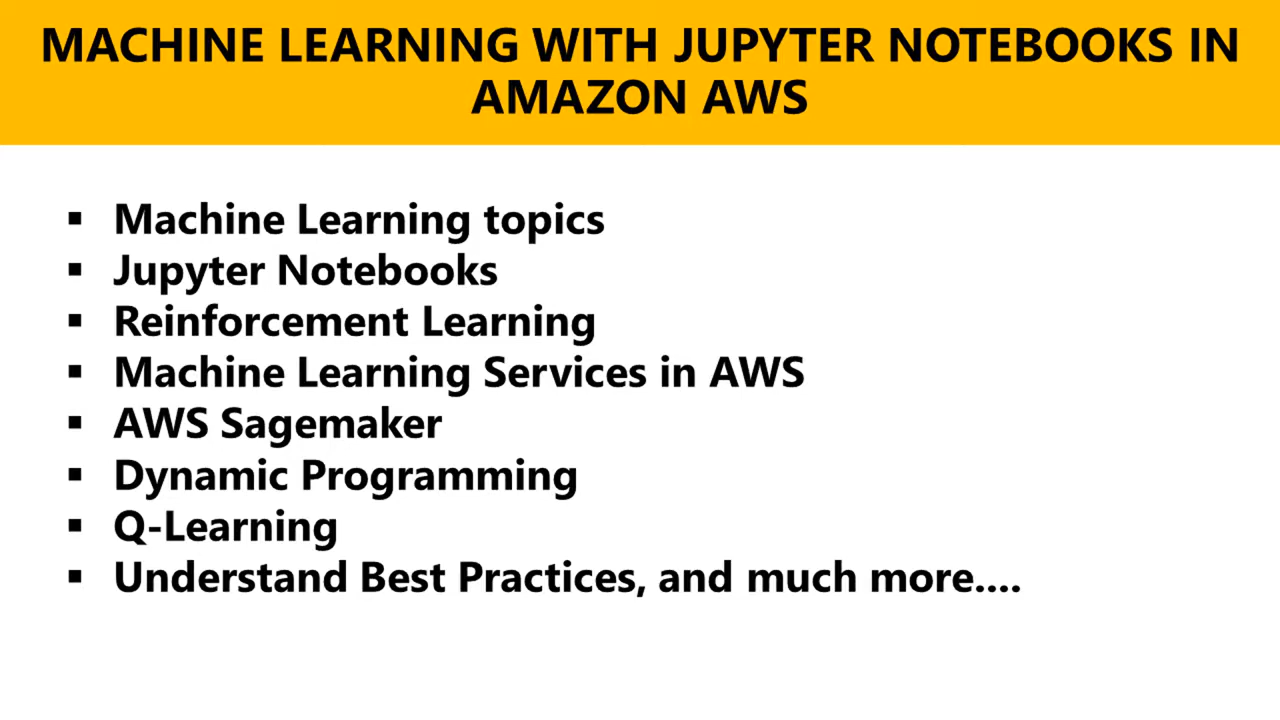 MACHINE LEARNING WITH JUPYTER NOTEBOOKS IN
AMAZON AWS
▪ Machine Learning topics
▪ Jupyter Notebooks
▪ Reinforcement Learning
▪ Machine Learning Services in AWS
▪ AWS Sagemaker
▪ Dynamic Programming
▪ Q-Learning
▪ Understand Best Practices, and much more....